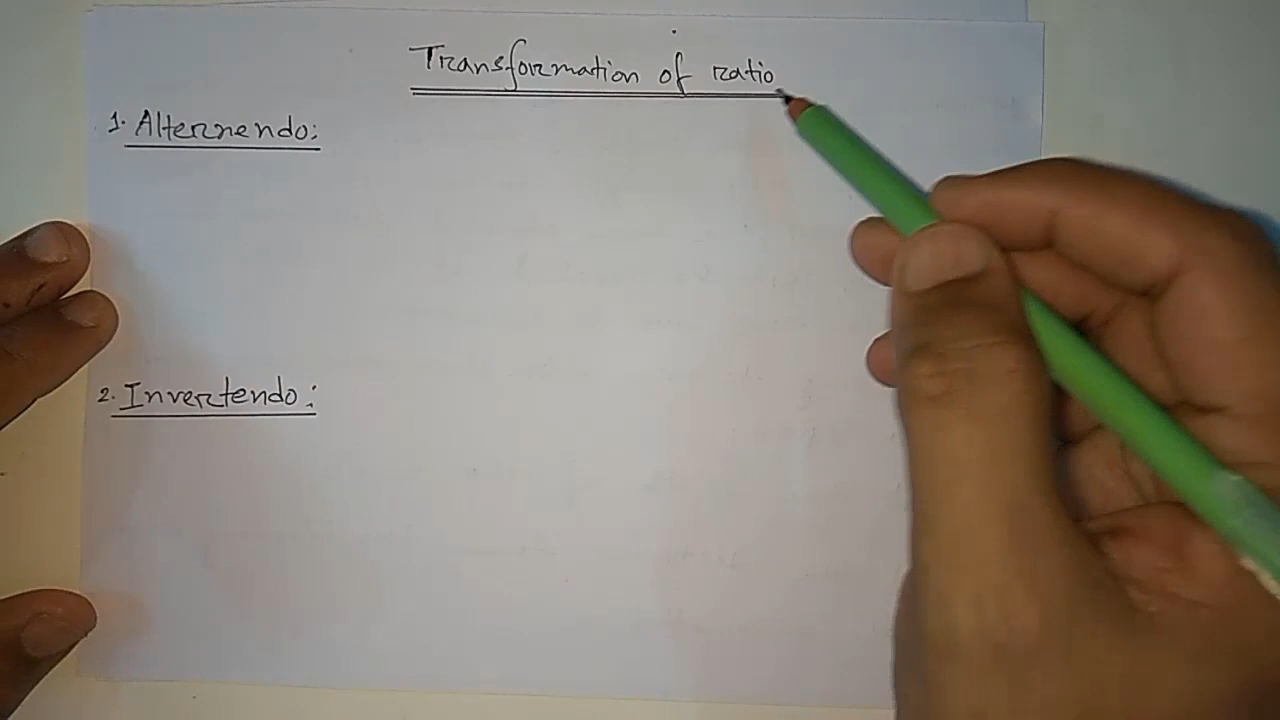 Transformation of ratio
1. Alternendo:
2. Invertendo: